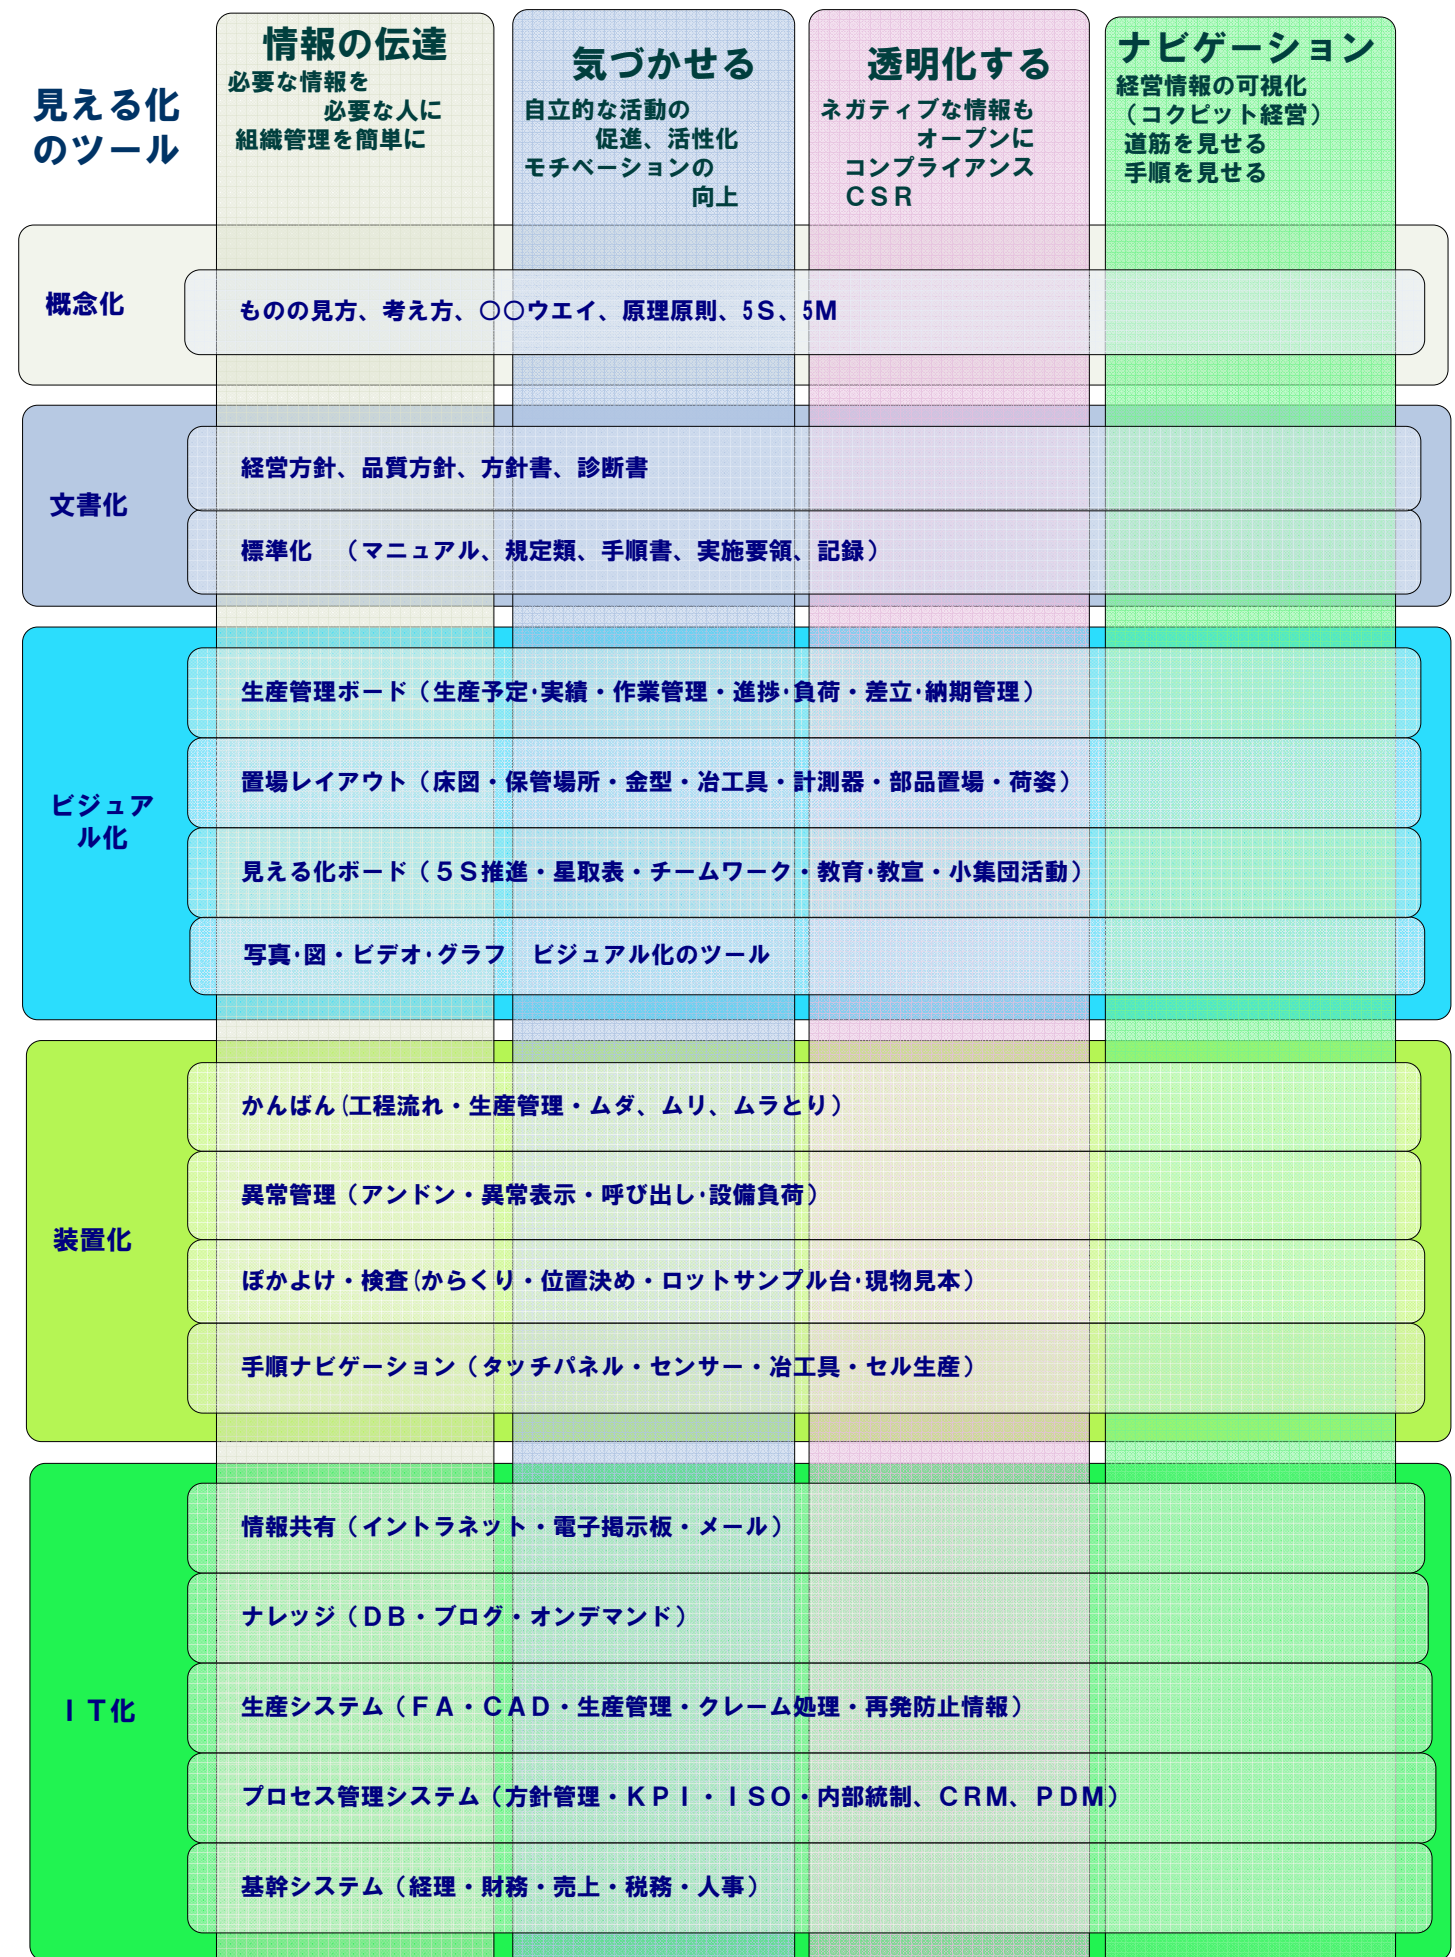 見える化
のツール
情報の伝達
必要な情報を
必要な人に
組織管理を簡単に
気づかせる
自立的な活動の
促進、活性化
モチベーションの
向上
透明化する
ネガティブな情報も
オープンに
コンプライアンス
ＣＳＲ
ナビゲーション
経営情報の可視化
（コクピット経営）
道筋を見せる
手順を見せる
概念化
ものの見方、考え方、〇〇ウエイ、原理原則、5Ｓ、5M
文書化
経営方針、品質方針、方針書、診断書
標準化　（マニュアル、規定類、手順書、実施要領、記録）
ビジュア
ル化
生産管理ボード（生産予定･実績・作業管理・進捗･負荷・差立･納期管理）
置場レイアウト（床図・保管場所・金型・冶工具・計測器・部品置場・荷姿）
見える化ボード（５Ｓ推進・星取表・チームワーク・教育･教宣・小集団活動）
写真･図・ビデオ･グラフ　ビジュアル化のツール
装置化
かんばん(工程流れ・生産管理・ムダ、ムリ、ムラとり）
異常管理（アンドン・異常表示・呼び出し･設備負荷）
ぽかよけ・検査(からくり・位置決め・ロットサンプル台･現物見本）
手順ナビゲーション（タッチパネル・センサー・冶工具・セル生産）
ＩＴ化
情報共有（イントラネット・電子掲示板・メール）
ナレッジ（ＤＢ・ブログ・オンデマンド）
生産システム（ＦＡ・ＣＡＤ・生産管理・クレーム処理・再発防止情報）
プロセス管理システム（方針管理・ＫＰＩ・ＩＳＯ・内部統制、ＣＲＭ、ＰＤＭ）
基幹システム（経理・財務・売上・税務・人事）